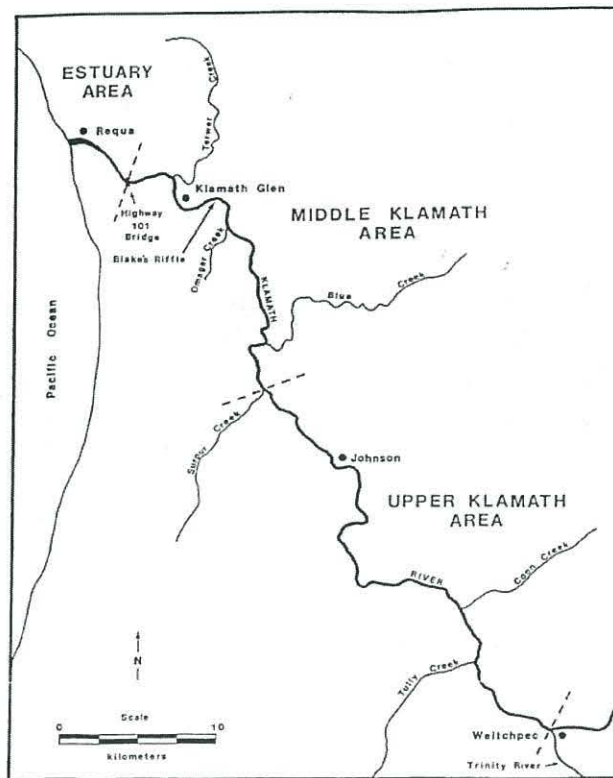 ESTUARY
AREA
Requa
Terwer Creek
Klamath Glen
Highway
101
Bridge
Blake's Riffle
Omagar Creek
MIDDLE KLAMATH
AREA
KLAMATH
Blue Creek
Pacific Ocean
Surpur Creek
Johnson
UPPER KLAMATH
AREA
RIVER
Coon Creek
Tully Creek
N
Scale
0 10
kilometers
Weitchpec
Trinity River